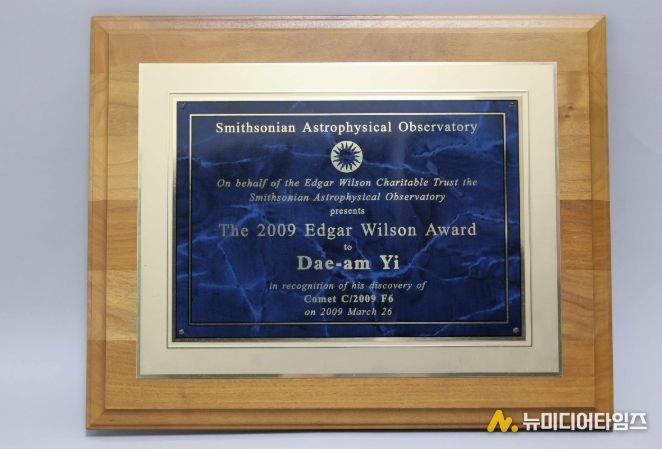 Smithsonian Astrophysical Observatory
On behalf of the Edgar Wilson Charitable Trust the
Smithsonian Astrophysical Observatory
presents
The 2009 Edgar Wilson Award
to
Dae-am Yi
in recognition of his discovery of
Comet C/2009 F6
on 2009 March 26
뉴미디어타임즈